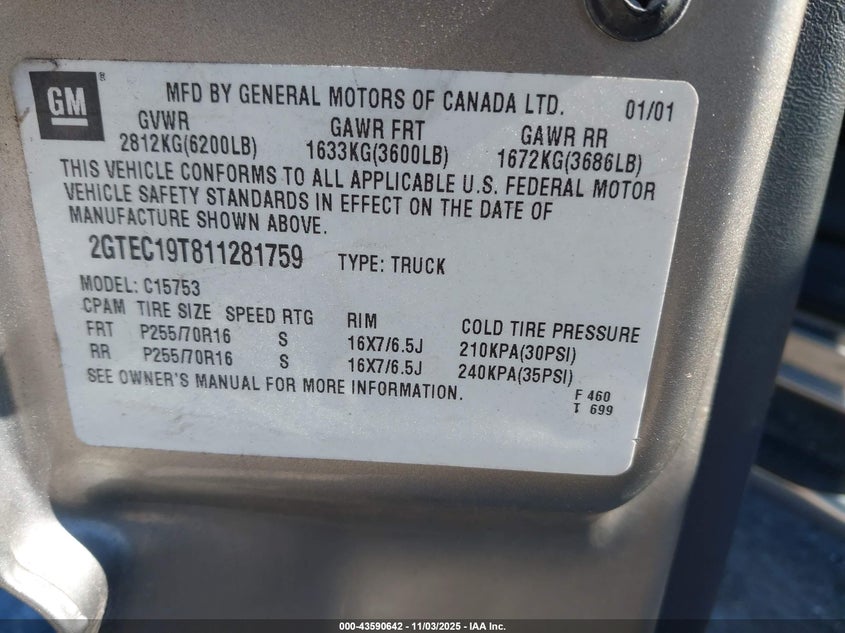 GM ® MFD BY GENERAL MOTORS OF CANADA LTD. 01/01
GVWR GAWR FRT GAWR RR
2812KG(6200LB) 1633KG(3600LB) 1672KG(3686LB)
THIS VEHICLE CONFORMS TO ALL APPLICABLE U.S. FEDERAL MOTOR
VEHICLE SAFETY STANDARDS IN EFFECT ON THE DATE OF
MANUFACTURE SHOWN ABOVE.
2GTEC19T811281759 TYPE: TRUCK
MODEL: C15753
CPAM TIRE SIZE SPEED RTG RIM COLD TIRE PRESSURE
FRT P255/70R16 S 16X7/6.5J 210KPA(30PSI)
RR P255/70R16 S 16X7/6.5J 240KPA(35PSI)
SEE OWNER'S MANUAL FOR MORE INFORMATION.
F 460
T 699
000-43590642 - 11/03/2025 - IAA Inc.